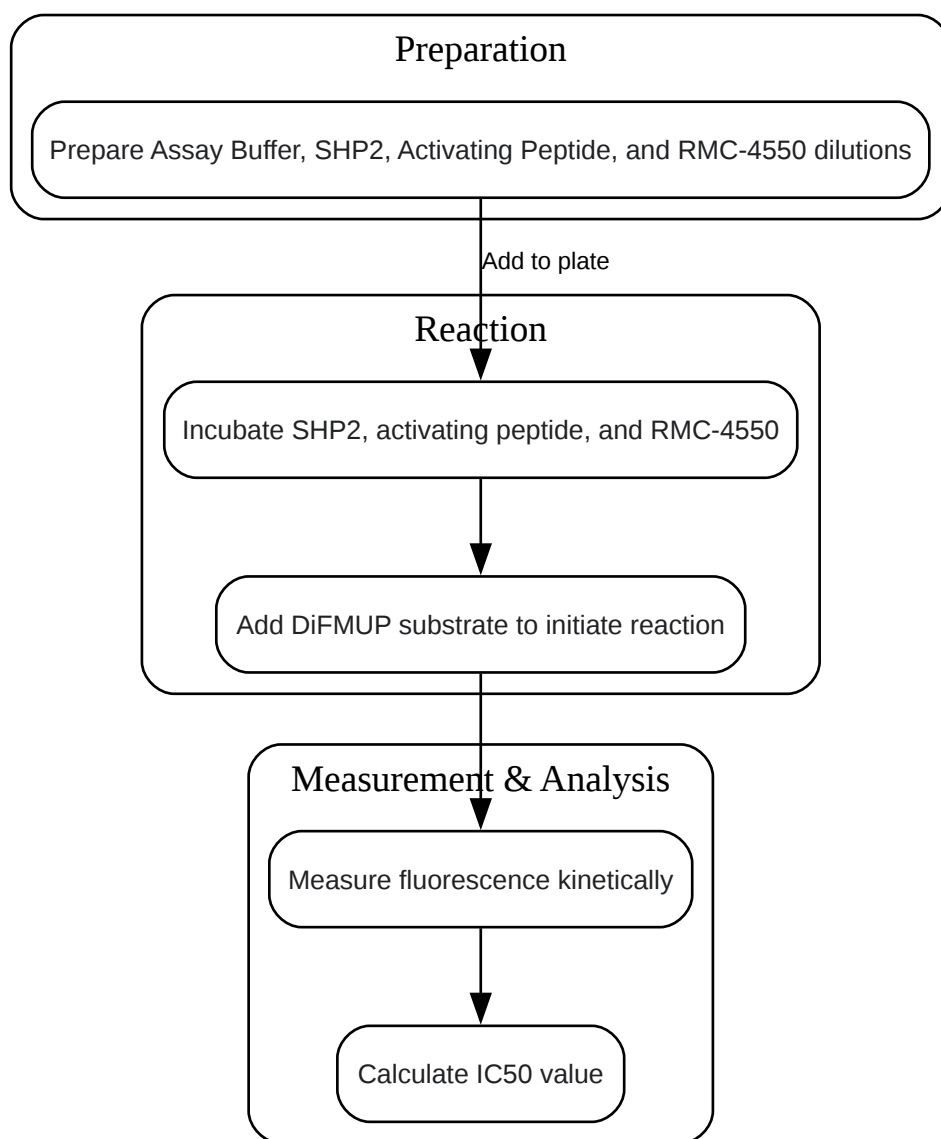 Preparation
Prepare Assay Buffer, SHP2, Activating Peptide, and RMC-4550 dilutions
Add to plate
Reaction
Incubate SHP2, activating peptide, and RMC-4550
Add DiFMUP substrate to initiate reaction
Measurement & Analysis
Measure fluorescence kinetically
Calculate IC50 value